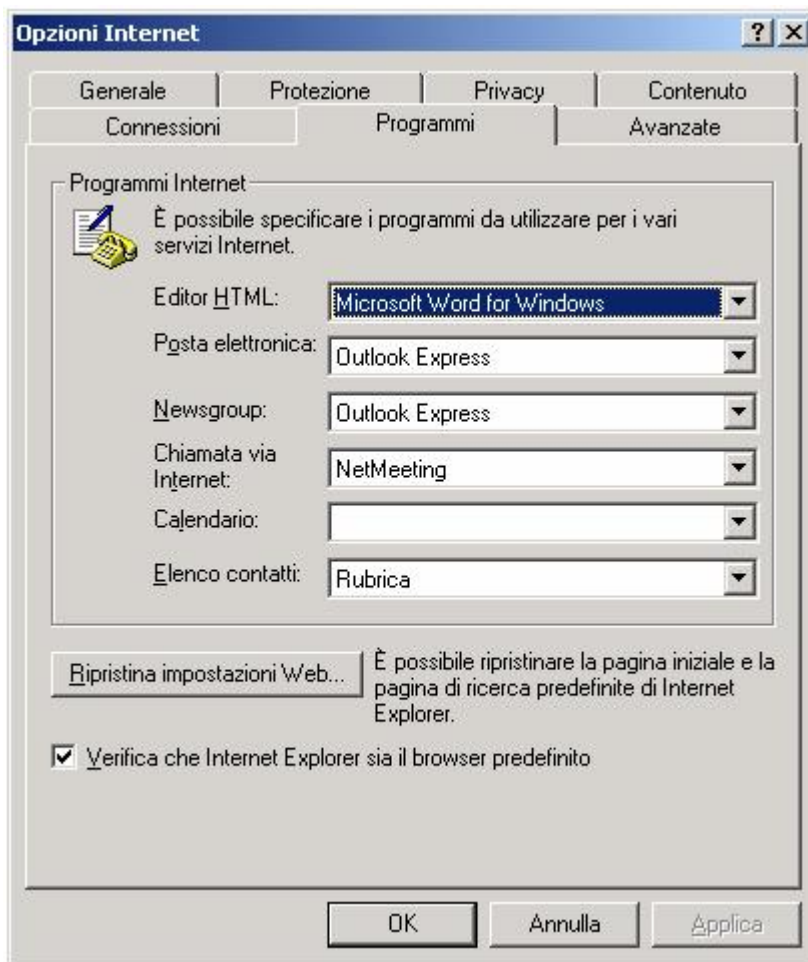 Opzioni Internet
Generale Protezione Privacy Contenuto
Connessioni Programmi Avanzate
Programmi Internet
È possibile specificare i programmi da utilizzare per i vari
servizi Internet.
Editor HTML: Microsoft Word for Windows
Posta elettronica: Outlook Express
Newsgroup: Outlook Express
Chiamata via
Internet: NetMeeting
Calendario:
Elenco contatti: Rubrica
Ripristina impostazioni Web...
È possibile ripristinare la pagina iniziale e la
pagina di ricerca predefinite di Internet
Explorer.
Verifica che Internet Explorer sia il browser predefinito
OK Annulla Applica